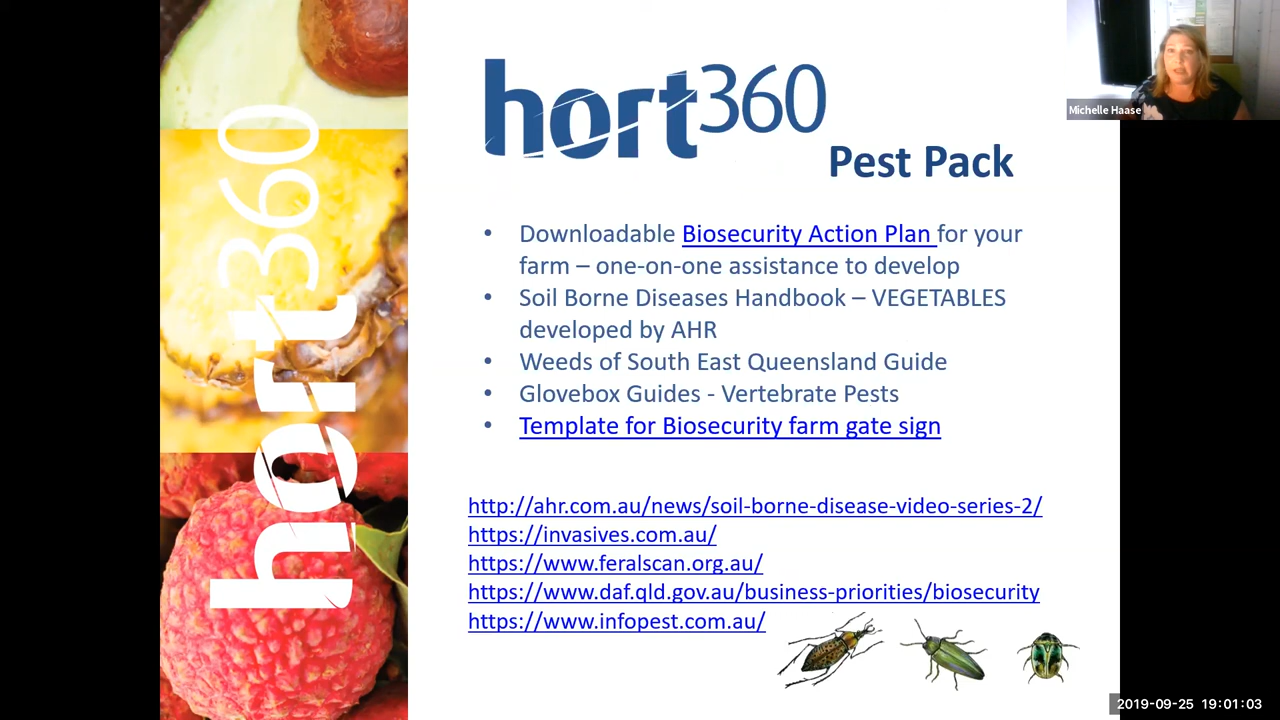 hort360
hort360
Pest Pack
Michelle Haase
• Downloadable Biosecurity Action Plan for your
farm – one-on-one assistance to develop
• Soil Borne Diseases Handbook – VEGETABLES
developed by AHR
• Weeds of South East Queensland Guide
• Glovebox Guides - Vertebrate Pests
• Template for Biosecurity farm gate sign
http://ahr.com.au/news/soil-borne-disease-video-series-2/
https://invasives.com.au/
https://www.feralscan.org.au/
https://www.daf.qld.gov.au/business-priorities/biosecurity
https://www.infopest.com.au/
2019-09-25 19:01:03